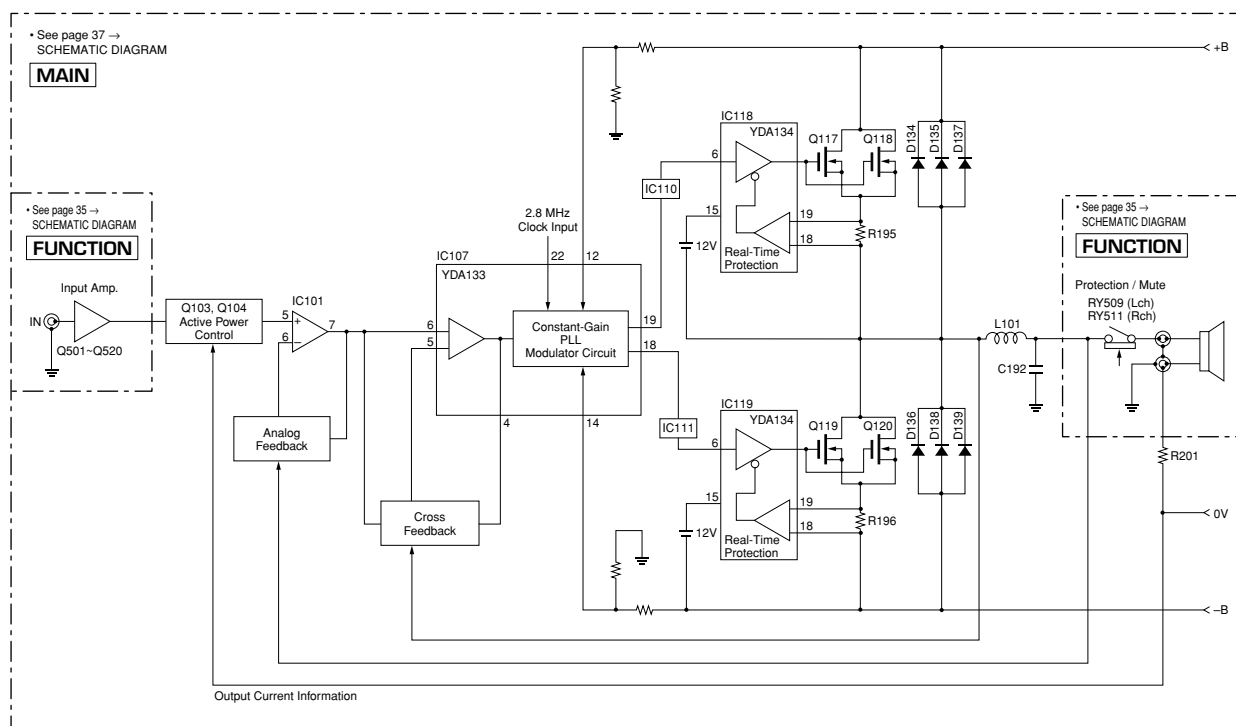 • See page 37 →
SCHEMATIC DIAGRAM
MAIN
• See page 35 →
SCHEMATIC DIAGRAM
FUNCTION
Input Amp.
IN
Q501~Q520
Q103, Q104
Active Power
Control
IC101
5
+
6
−
7
Analog
Feedback
Cross
Feedback
2.8 MHz
Clock Input
22
12
IC107
YDA133
6
5
4
14
Constant-Gain
PLL
Modulator Circuit
19
18
IC110
IC111
IC118
YDA134
6
15
12V
19
18
Real-Time
Protection
Q117
Q118
R195
D134
D135
D137
IC119
YDA134
6
15
12V
19
18
Real-Time
Protection
Q119
Q120
R196
D136
D138
D139
L101
C192
• See page 35 →
SCHEMATIC DIAGRAM
FUNCTION
Protection / Mute
RY509 (Lch)
RY511 (Rch)
R201
+B
0V
−B
Output Current Information